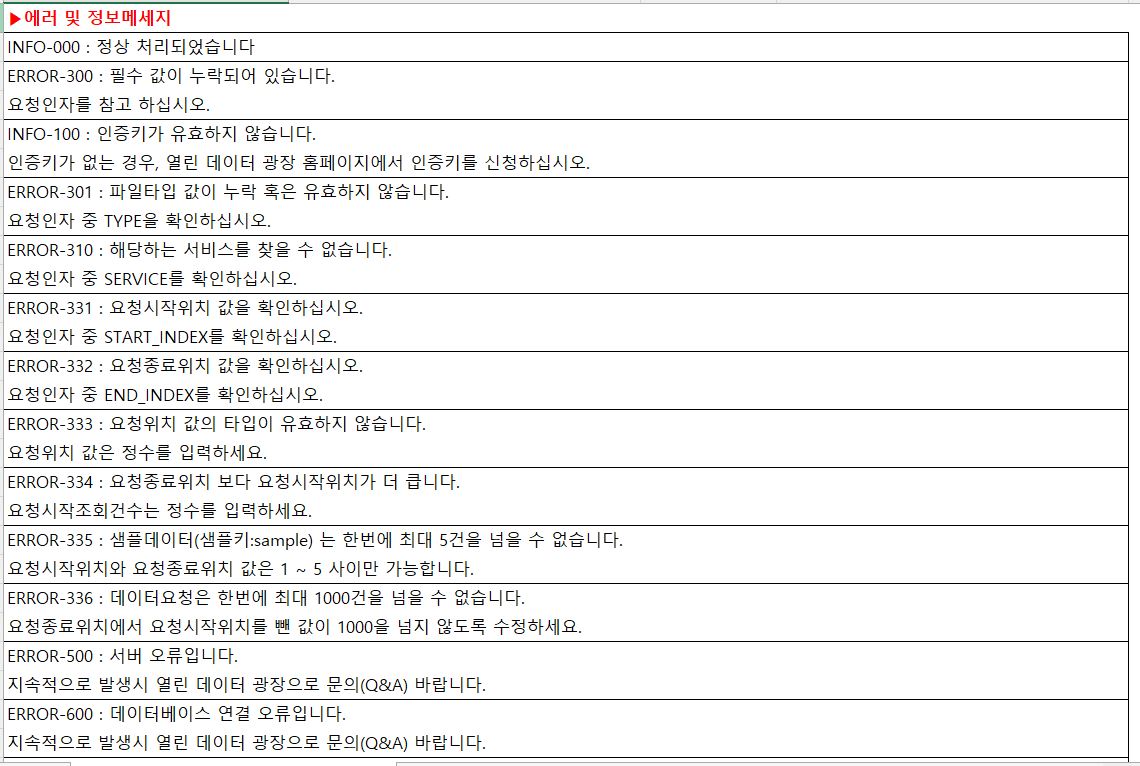 ▶에러 및 정보메세지
INFO-000 : 정상 처리되었습니다
ERROR-300 : 필수 값이 누락되어 있습니다.
요청인자를 참고 하십시오.
INFO-100 : 인증키가 유효하지 않습니다.
인증키가 없는 경우, 열린 데이터 광장 홈페이지에서 인증키를 신청하십시오.
ERROR-301 : 파일타입 값이 누락 혹은 유효하지 않습니다.
요청인자 중 TYPE을 확인하십시오.
ERROR-310 : 해당하는 서비스를 찾을 수 없습니다.
요청인자 중 SERVICE를 확인하십시오.
ERROR-331 : 요청시작위치 값을 확인하십시오.
요청인자 중 START_INDEX를 확인하십시오.
ERROR-332 : 요청종료위치 값을 확인하십시오.
요청인자 중 END_INDEX를 확인하십시오.
ERROR-333 : 요청위치 값의 타입이 유효하지 않습니다.
요청위치 값은 정수를 입력하세요.
ERROR-334 : 요청종료위치 보다 요청시작위치가 더 큽니다.
요청시작조회건수는 정수를 입력하세요.
ERROR-335 : 샘플데이터(샘플키:sample) 는 한번에 최대 5건을 넘을 수 없습니다.
요청시작위치와 요청종료위치 값은 1 ~ 5 사이만 가능합니다.
ERROR-336 : 데이터요청은 한번에 최대 1000건을 넘을 수 없습니다.
요청종료위치에서 요청시작위치를 뺀 값이 1000을 넘지 않도록 수정하세요.
ERROR-500 : 서버 오류입니다.
지속적으로 발생시 열린 데이터 광장으로 문의(Q&A) 바랍니다.
ERROR-600 : 데이터베이스 연결 오류입니다.
지속적으로 발생시 열린 데이터 광장으로 문의(Q&A) 바랍니다.